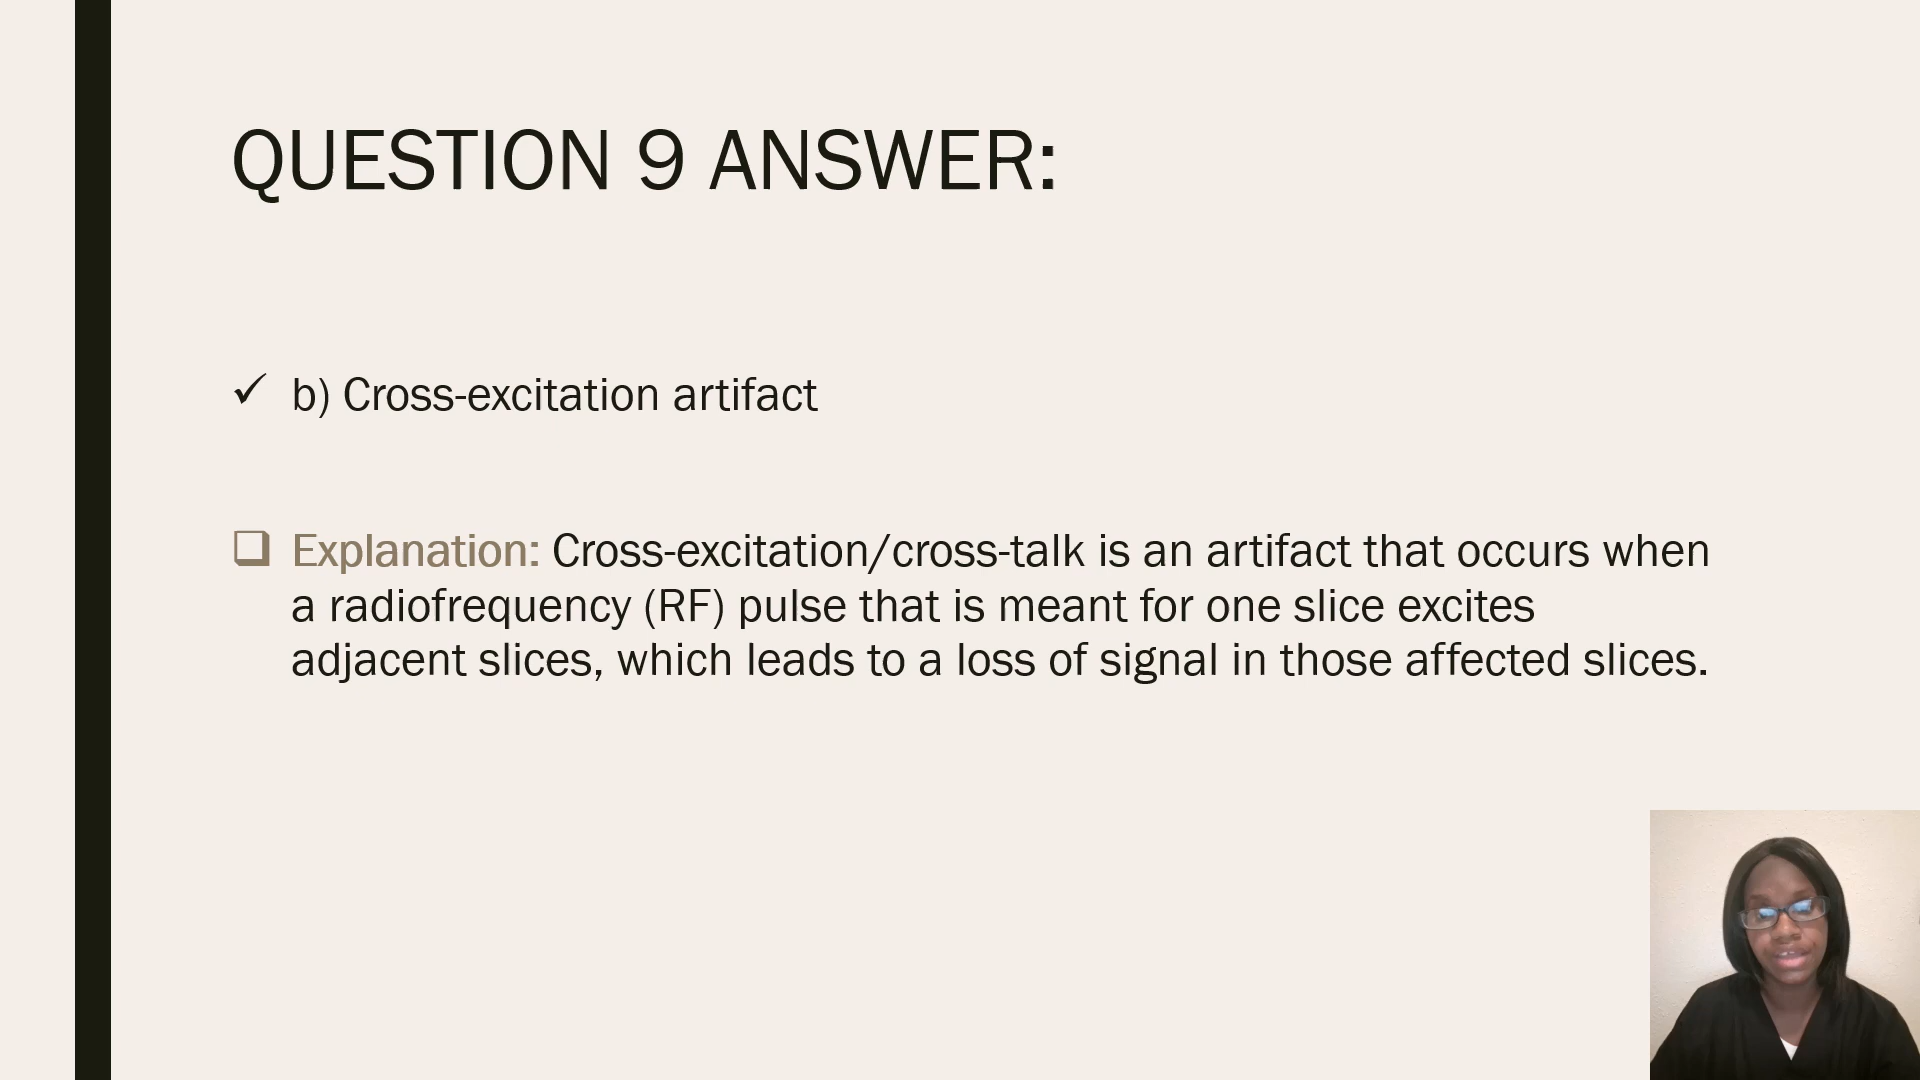 QUESTION 9 ANSWER:
b) Cross-excitation artifact
Explanation: Cross-excitation/cross-talk is an artifact that occurs when
a radiofrequency (RF) pulse that is meant for one slice excites
adjacent slices, which leads to a loss of signal in those affected slices.